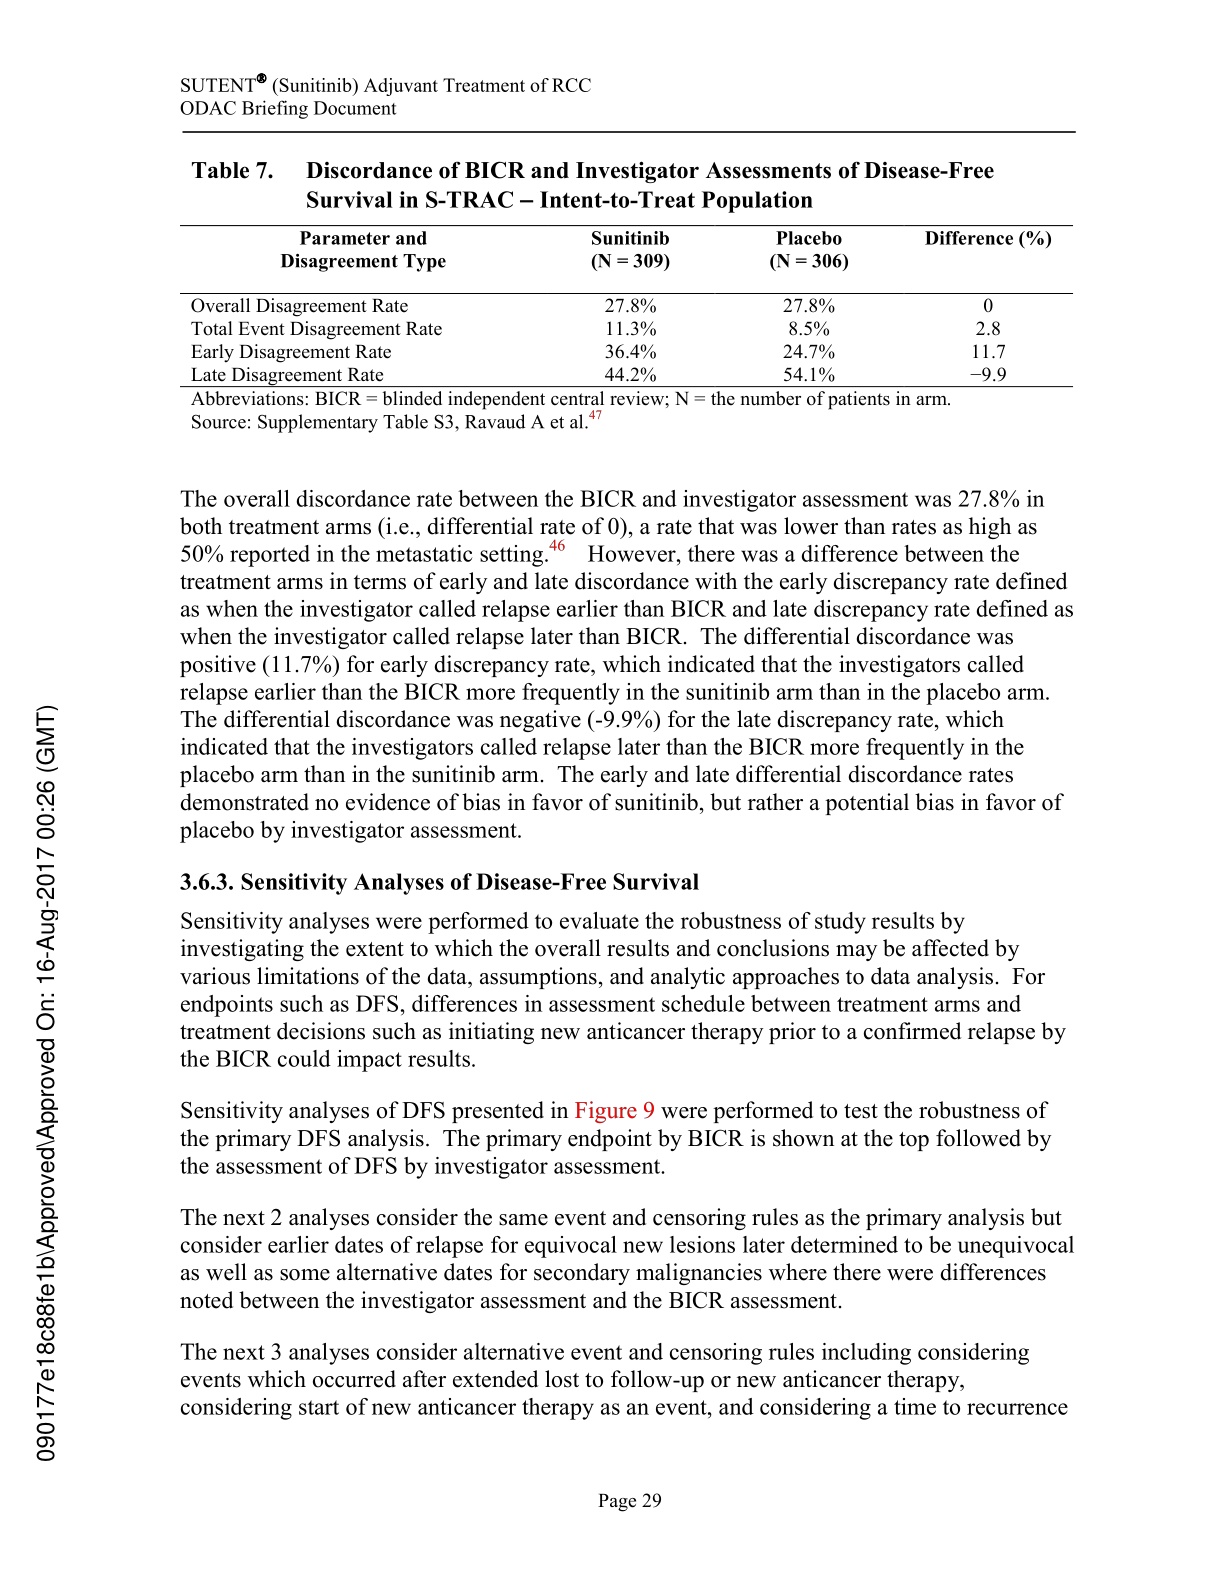 SUTENT® (Sunitinib) Adjuvant Treatment of RCC
ODAC Briefing Document
Table 7. Discordance of BICR and Investigator Assessments of Disease-Free
Survival in S-TRAC – Intent-to-Treat Population
Parameter and Disagreement Type Sunitinib (N = 309) Placebo (N = 306) Difference (%)
Overall Disagreement Rate 27.8% 27.8% 0
Total Event Disagreement Rate 11.3% 8.5% 2.8
Early Disagreement Rate 36.4% 24.7% 11.7
Late Disagreement Rate 44.2% 54.1% −9.9
Abbreviations: BICR = blinded independent central review; N = the number of patients in arm.
Source: Supplementary Table S3, Ravaud A et al.47
The overall discordance rate between the BICR and investigator assessment was 27.8% in
both treatment arms (i.e., differential rate of 0), a rate that was lower than rates as high as
50% reported in the metastatic setting.46 However, there was a difference between the
treatment arms in terms of early and late discordance with the early discrepancy rate defined
as when the investigator called relapse earlier than BICR and late discrepancy rate defined as
when the investigator called relapse later than BICR. The differential discordance was
positive (11.7%) for early discrepancy rate, which indicated that the investigators called
relapse earlier than the BICR more frequently in the sunitinib arm than in the placebo arm.
The differential discordance was negative (-9.9%) for the late discrepancy rate, which
indicated that the investigators called relapse later than the BICR more frequently in the
placebo arm than in the sunitinib arm. The early and late differential discordance rates
demonstrated no evidence of bias in favor of sunitinib, but rather a potential bias in favor of
placebo by investigator assessment.
3.6.3. Sensitivity Analyses of Disease-Free Survival
Sensitivity analyses were performed to evaluate the robustness of study results by
investigating the extent to which the overall results and conclusions may be affected by
various limitations of the data, assumptions, and analytic approaches to data analysis. For
endpoints such as DFS, differences in assessment schedule between treatment arms and
treatment decisions such as initiating new anticancer therapy prior to a confirmed relapse by
the BICR could impact results.
Sensitivity analyses of DFS presented in Figure 9 were performed to test the robustness of
the primary DFS analysis. The primary endpoint by BICR is shown at the top followed by
the assessment of DFS by investigator assessment.
The next 2 analyses consider the same event and censoring rules as the primary analysis but
consider earlier dates of relapse for equivocal new lesions later determined to be unequivocal
as well as some alternative dates for secondary malignancies where there were differences
noted between the investigator assessment and the BICR assessment.
The next 3 analyses consider alternative event and censoring rules including considering
events which occurred after extended lost to follow-up or new anticancer therapy,
considering start of new anticancer therapy as an event, and considering a time to recurrence
Page 29
090177e18c88fe1b\Approved\Approved On: 16-Aug-2017 00:26 (GMT)